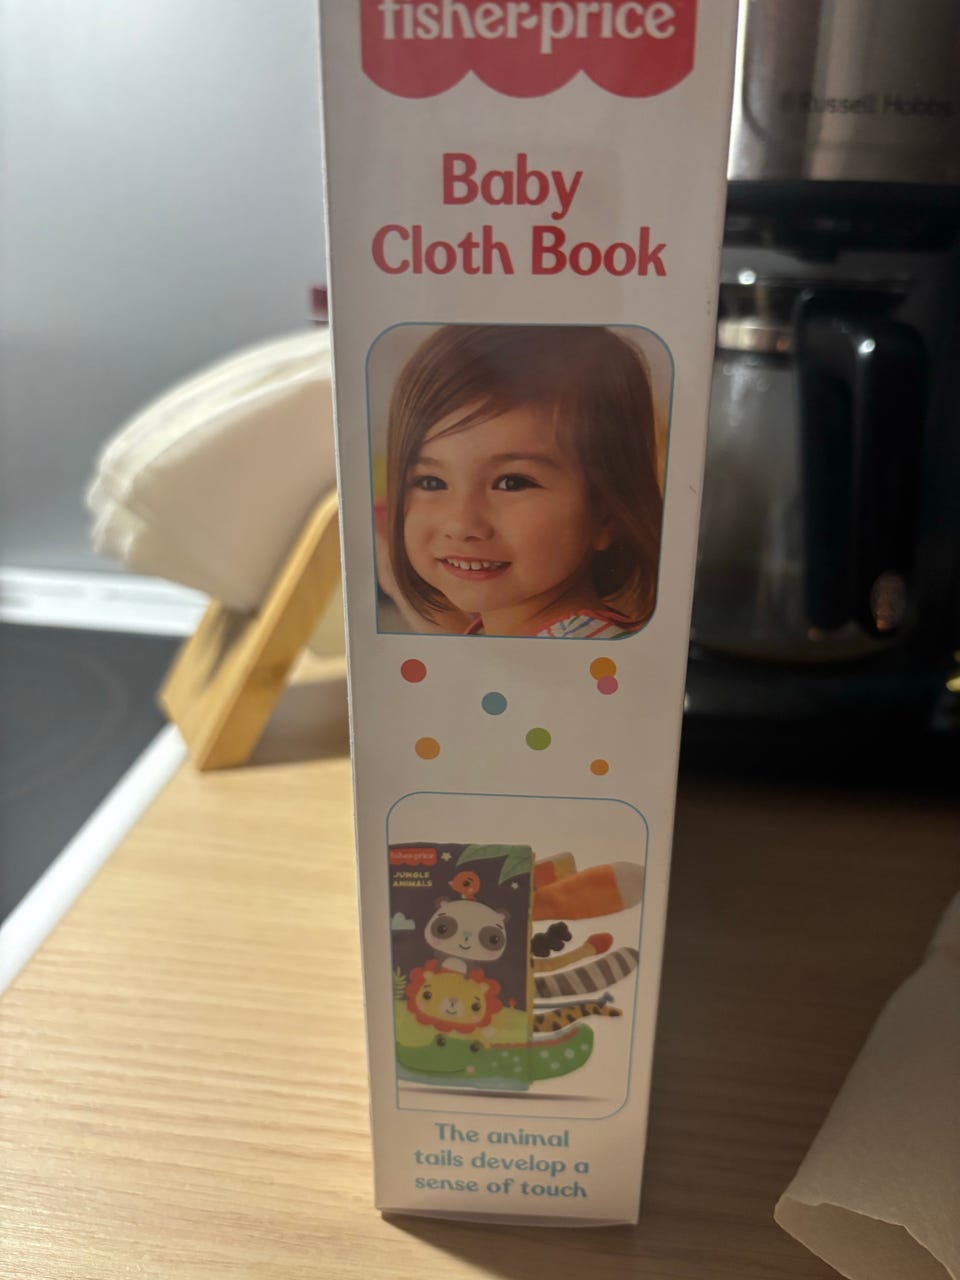 fisher-price
Russell Hobbs
Baby
Cloth Book
fisher-price
JUNGLE
ANIMALS
The animal
tails develop a
sense of touch